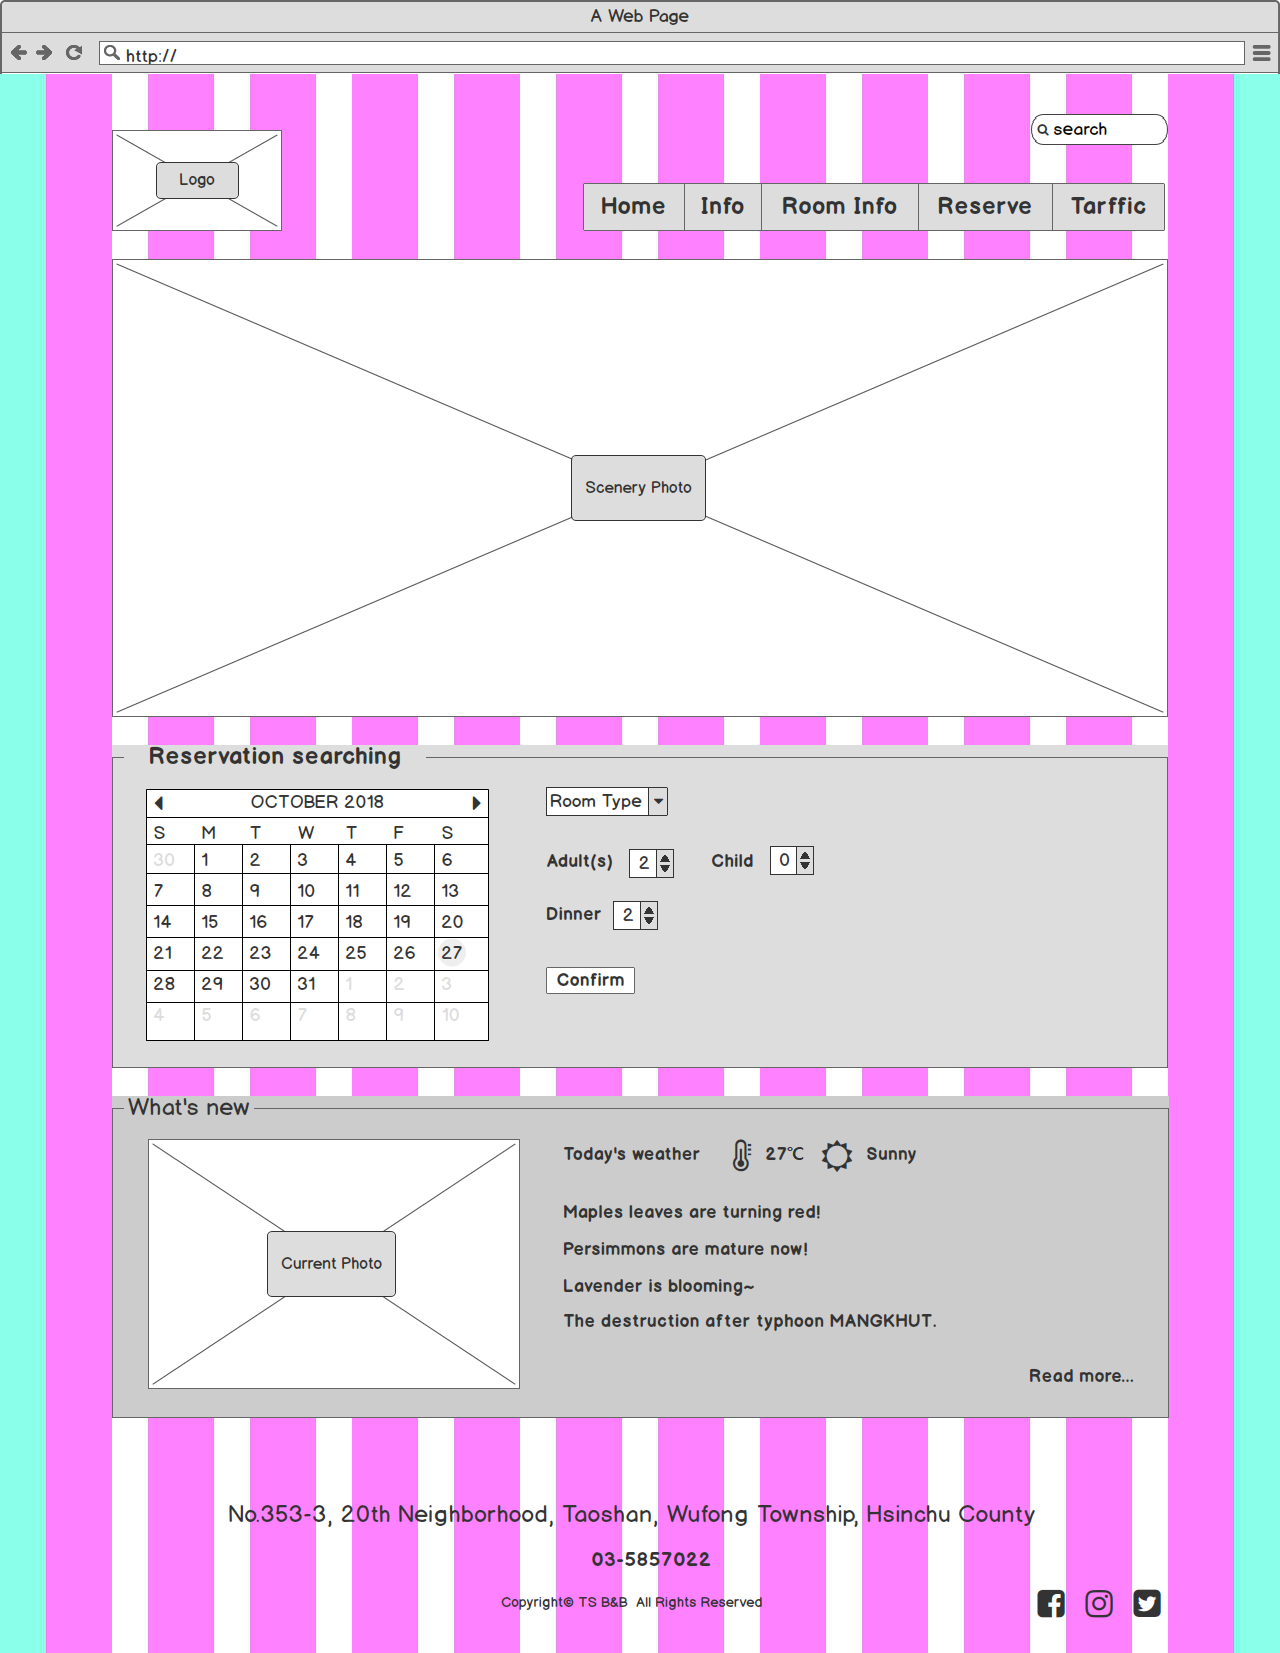 A Web Page
http://
search
Logo
Home Info Room Info Reserve Tarffic
Scenery Photo
Reservation searching
OCTOBER 2018
S M T W T F S
30 1 2 3 4 5 6
7 8 9 10 11 12 13
14 15 16 17 18 19 20
21 22 23 24 25 26 27
28 29 30 31 1 2 3
4 5 6 7 8 9 10
Room Type
Adult(s) 2 Child 0
Dinner 2
Confirm
What's new
Current Photo
Today's weather 27℃ Sunny
Maples leaves are turning red!
Persimmons are mature now!
Lavender is blooming~
The destruction after typhoon MANGKHUT.
Read more...
No.353-3, 20th Neighborhood, Taoshan, Wufong Township, Hsinchu County
03-5857022
Copyright© TS B&B All Rights Reserved